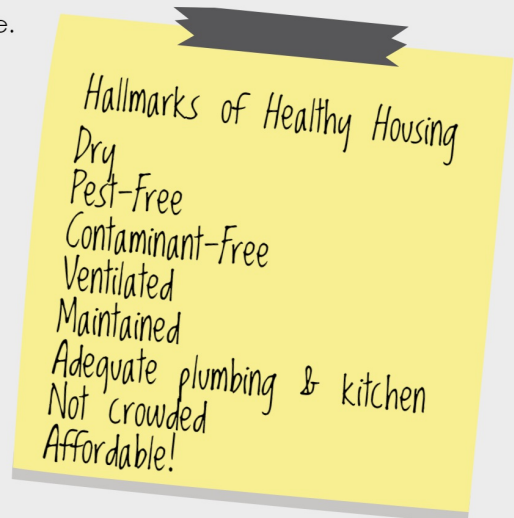 e.
Hallmarks of Healthy Housing
Dry
Pest-Free
Contaminant-Free
Ventilated
Maintained
Adequate plumbing & kitchen
Not crowded
Affordable!